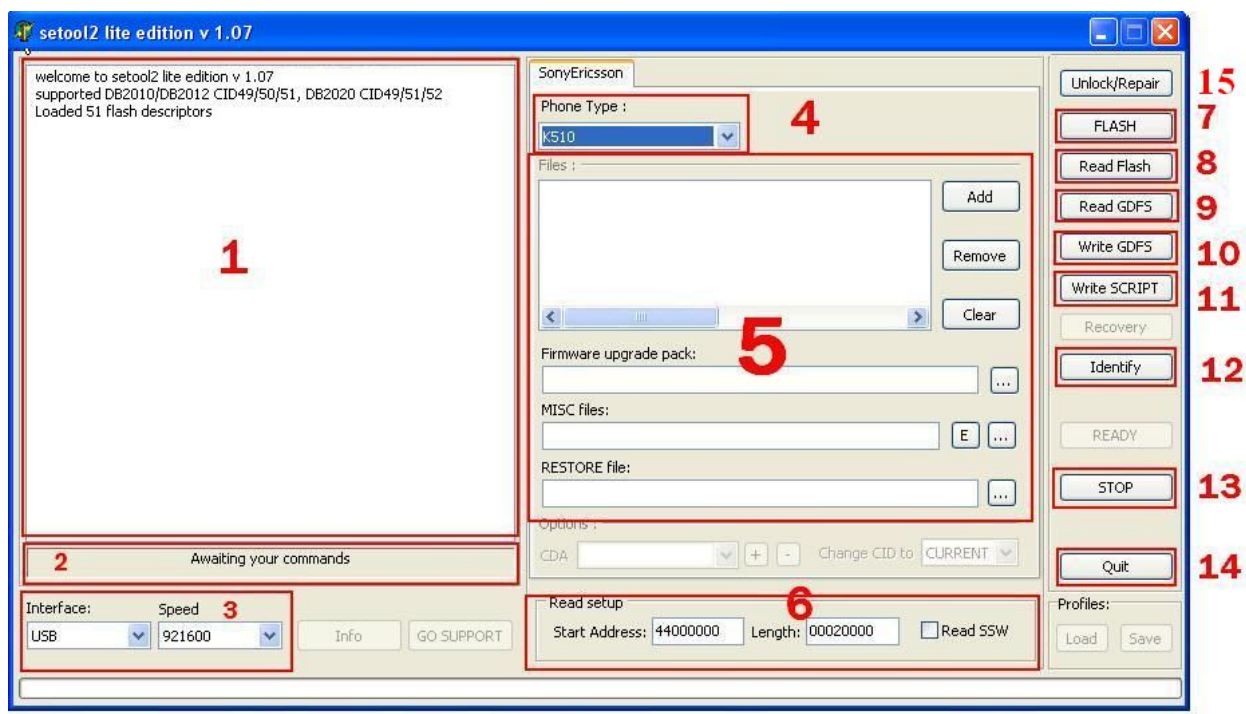 setool2 lite edition v 1.07
welcome to setool2 lite edition v 1.07
supported DB2010/DB2012 CID49/50/51, DB2020 CID49/51/52
Loaded 51 flash descriptors
1
2
Awaiting your commands
Interface:
Speed
3
USB
921600
Info
GO SUPPORT
SonyEricsson
Phone Type :
K510
4
Files :
Add
Remove
Clear
5
Firmware upgrade pack:
...
MISC files:
E
...
RESTORE file:
...
Options :
CDA
+
-
Change CID to
CURRENT
6
Read setup
Start Address:
44000000
Length:
00020000
Read SSW
Unlock/Repair
15
FLASH
7
Read Flash
8
Read GDFS
9
Write GDFS
10
Write SCRIPT
11
Recovery
Identify
12
READY
STOP
13
Quit
14
Profiles:
Load
Save